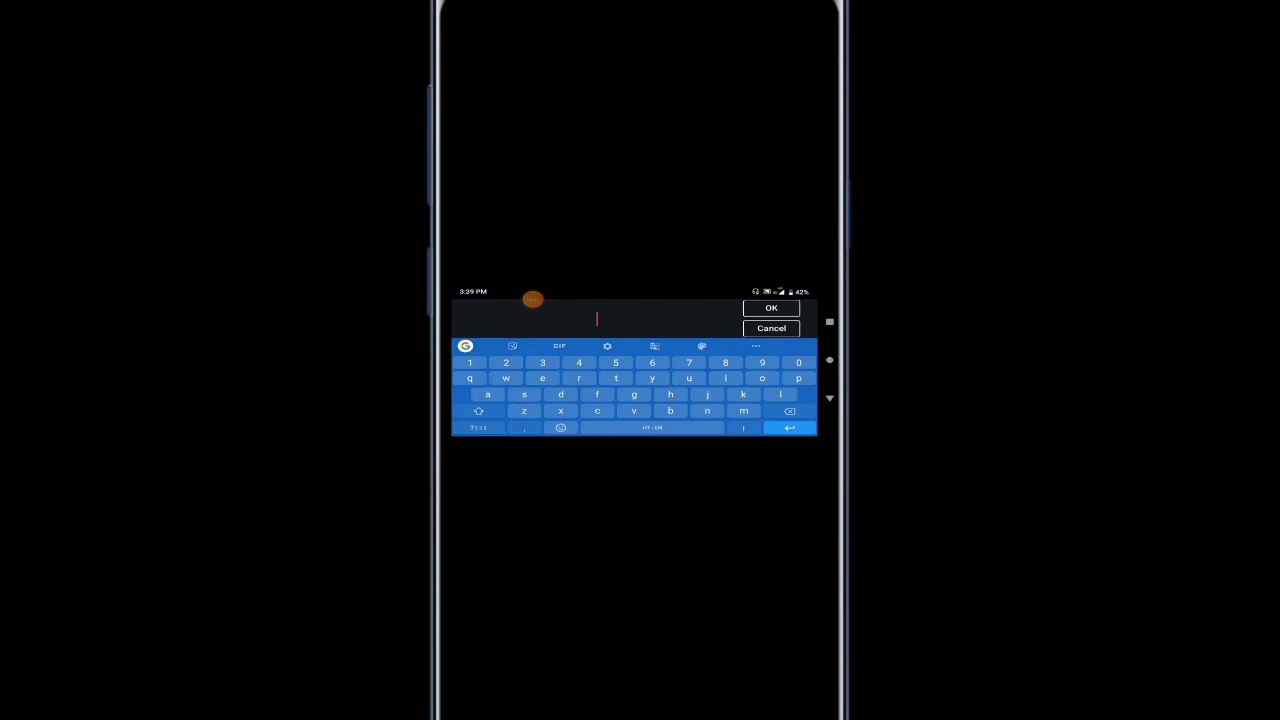 3:39 PM 42%
OK
Cancel
G GIF
1 2 3 4 5 6 7 8 9 0
q w e r t y u i o p
a s d f g h j k l
z x c v b n m
, ।